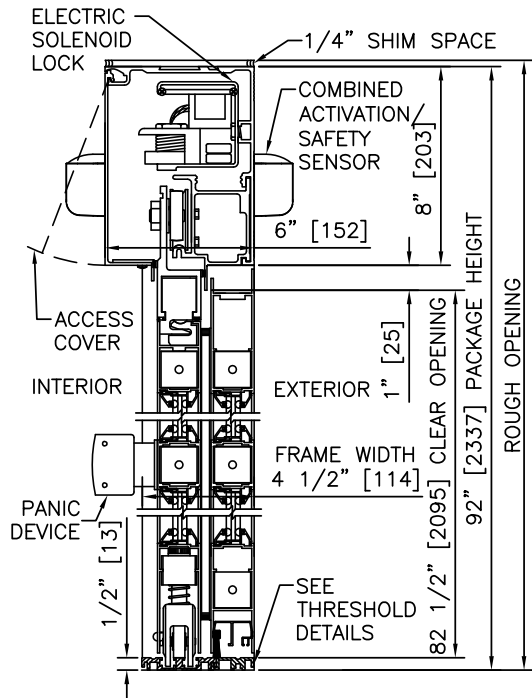 ELECTRIC
SOLENOID
LOCK
1/4" SHIM SPACE
COMBINED
ACTIVATION/
SAFETY
SENSOR
8" [203]
6" [152]
ACCESS
COVER
INTERIOR
EXTERIOR
1" [25]
FRAME WIDTH
4 1/2" [114]
PANIC
DEVICE
1/2" [13]
SEE
THRESHOLD
DETAILS
82 1/2" [2095] CLEAR OPENING
92" [2337] PACKAGE HEIGHT
ROUGH OPENING